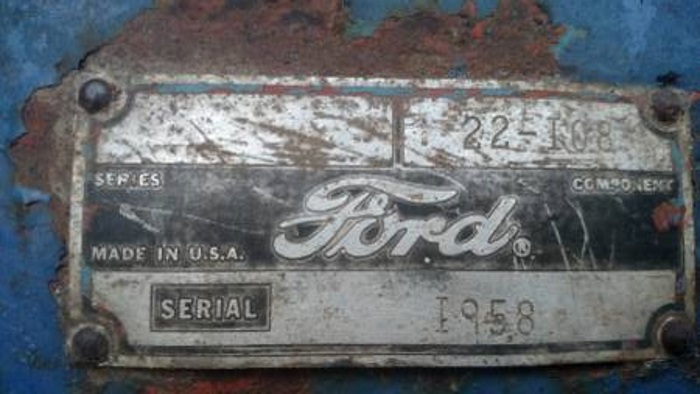 22-108
SERIES COMPONENT
Ford
MADE IN U.S.A.
SERIAL 1958